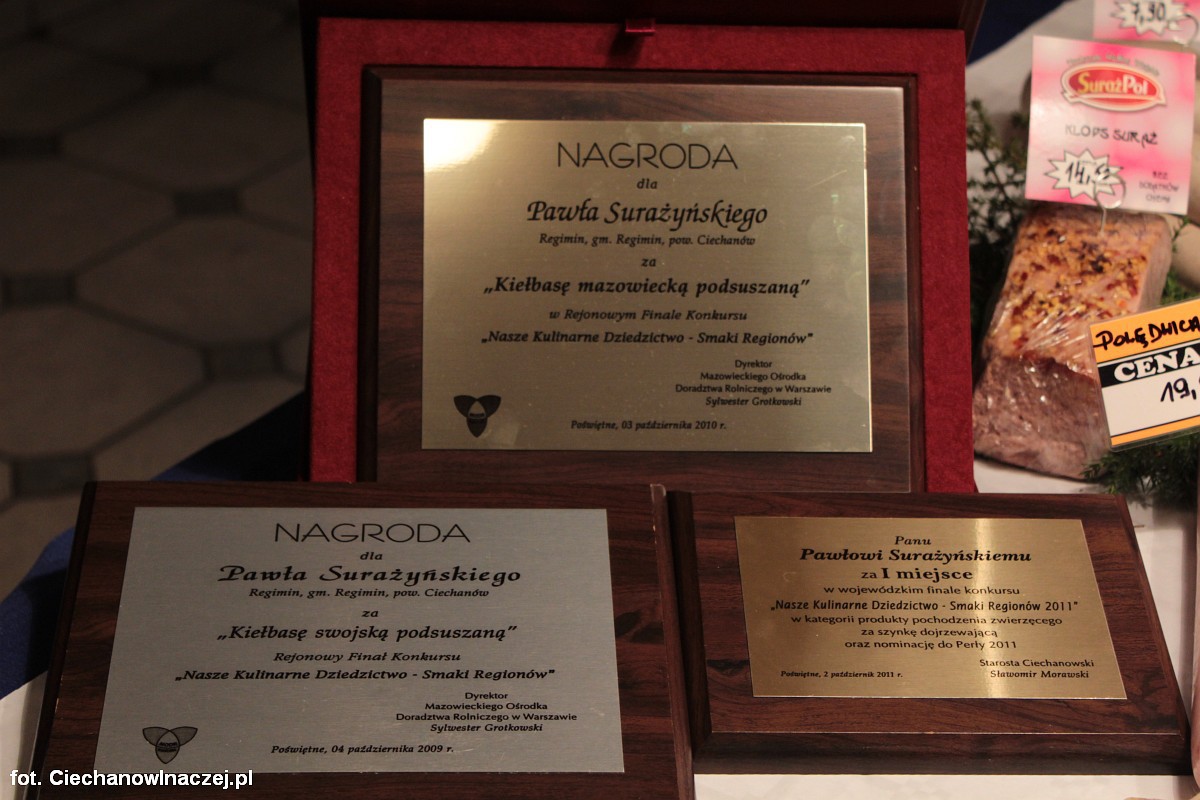 NAGRODA
dla
Pawła Surażyńskiego
Regimin, gm. Regimin, pow. Ciechanów
za
„Kiełbasę mazowiecką podsuszaną”
w Rejonowym Finale Konkursu
„Nasze Kulinarne Dziedzictwo - Smaki Regionów”
Dyrektor
Mazowieckiego Ośrodka
Doradztwa Rolniczego w Warszawie
Sylwester Grotkowski
Poświętne, 03 października 2010 r.
7,90
SurażPol
KLOPS SURAŻ
14,
BEZ
POLĘDWICA
CENA
19,
NAGRODA
dla
Pawła Surażyńskiego
Regimin, gm. Regimin, pow. Ciechanów
za
„Kiełbasę swojską podsuszaną”
Rejonowy Finał Konkursu
„Nasze Kulinarne Dziedzictwo - Smaki Regionów”
Dyrektor
Mazowieckiego Ośrodka
Doradztwa Rolniczego w Warszawie
Sylwester Grotkowski
Poświętne, 04 października 2009 r.
Panu
Pawłowi Surażyńskiemu
za I miejsce
w wojewódzkim finale konkursu
„Nasze Kulinarne Dziedzictwo - Smaki Regionów 2011”
w kategorii produkty pochodzenia zwierzęcego
za szynkę dojrzewającą
oraz nominację do Perły 2011
Starosta Ciechanowski
Sławomir Morawski
Poświętne, 2 październik 2011 r.
fot. CiechanowInaczej.pl